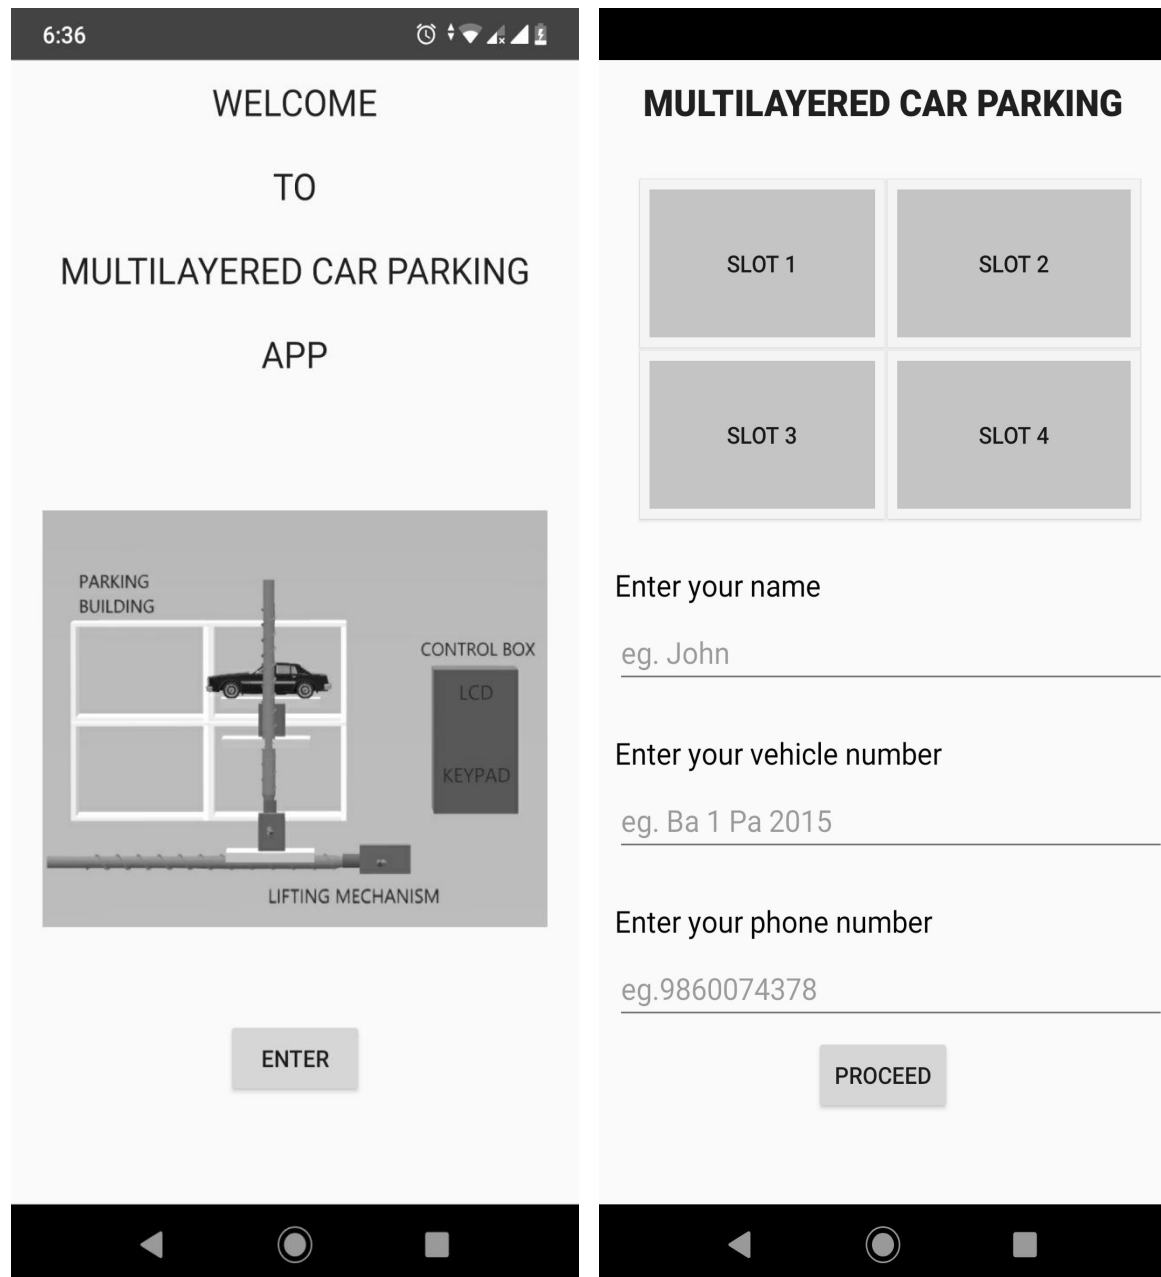 6:36
WELCOME
TO
MULTILAYERED CAR PARKING
APP
PARKING
BUILDING
CONTROL BOX
LCD
KEYPAD
LIFTING MECHANISM
ENTER
MULTILAYERED CAR PARKING
SLOT 1
SLOT 2
SLOT 3
SLOT 4
Enter your name
eg. John
Enter your vehicle number
eg. Ba 1 Pa 2015
Enter your phone number
eg.9860074378
PROCEED